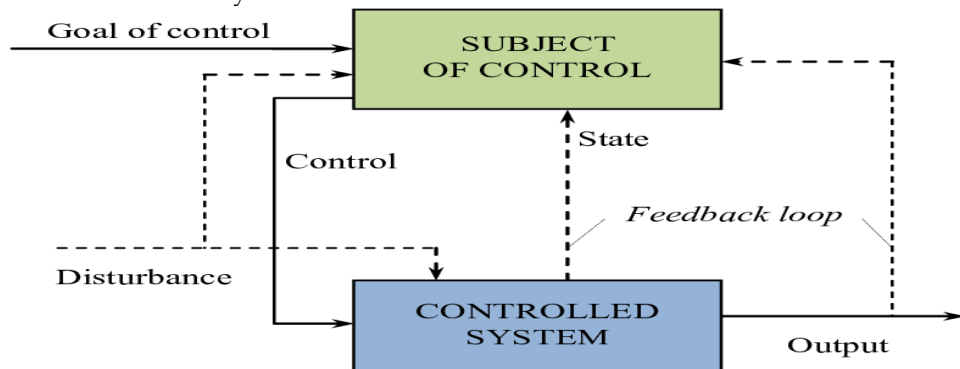 Goal of control
SUBJECT
OF CONTROL
State
Control
Feedback loop
Disturbance
CONTROLLED
SYSTEM
Output